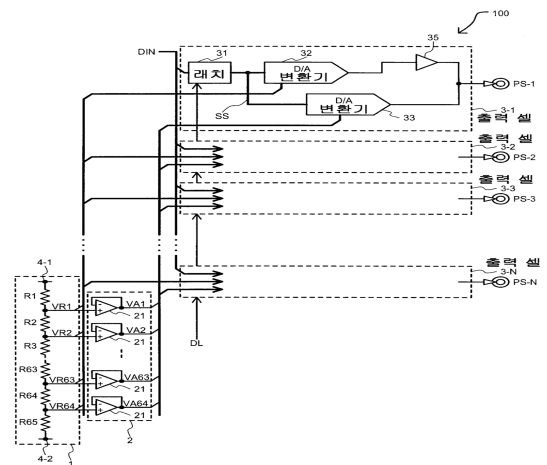 100
DIN
31
32
35
래치
D/A
변환기
PS-1
D/A
변환기
SS
33
3-1
출력 셀
출력 셀
3-2
PS-2
출력 셀
3-3
PS-3
출력 셀
3-N
PS-N
DL
4-1
R1
VR1
VA1
21
R2
VR2
VA2
21
R3
R63
VR63
VA63
21
R64
VR64
VA64
21
R65
4-2
1
2